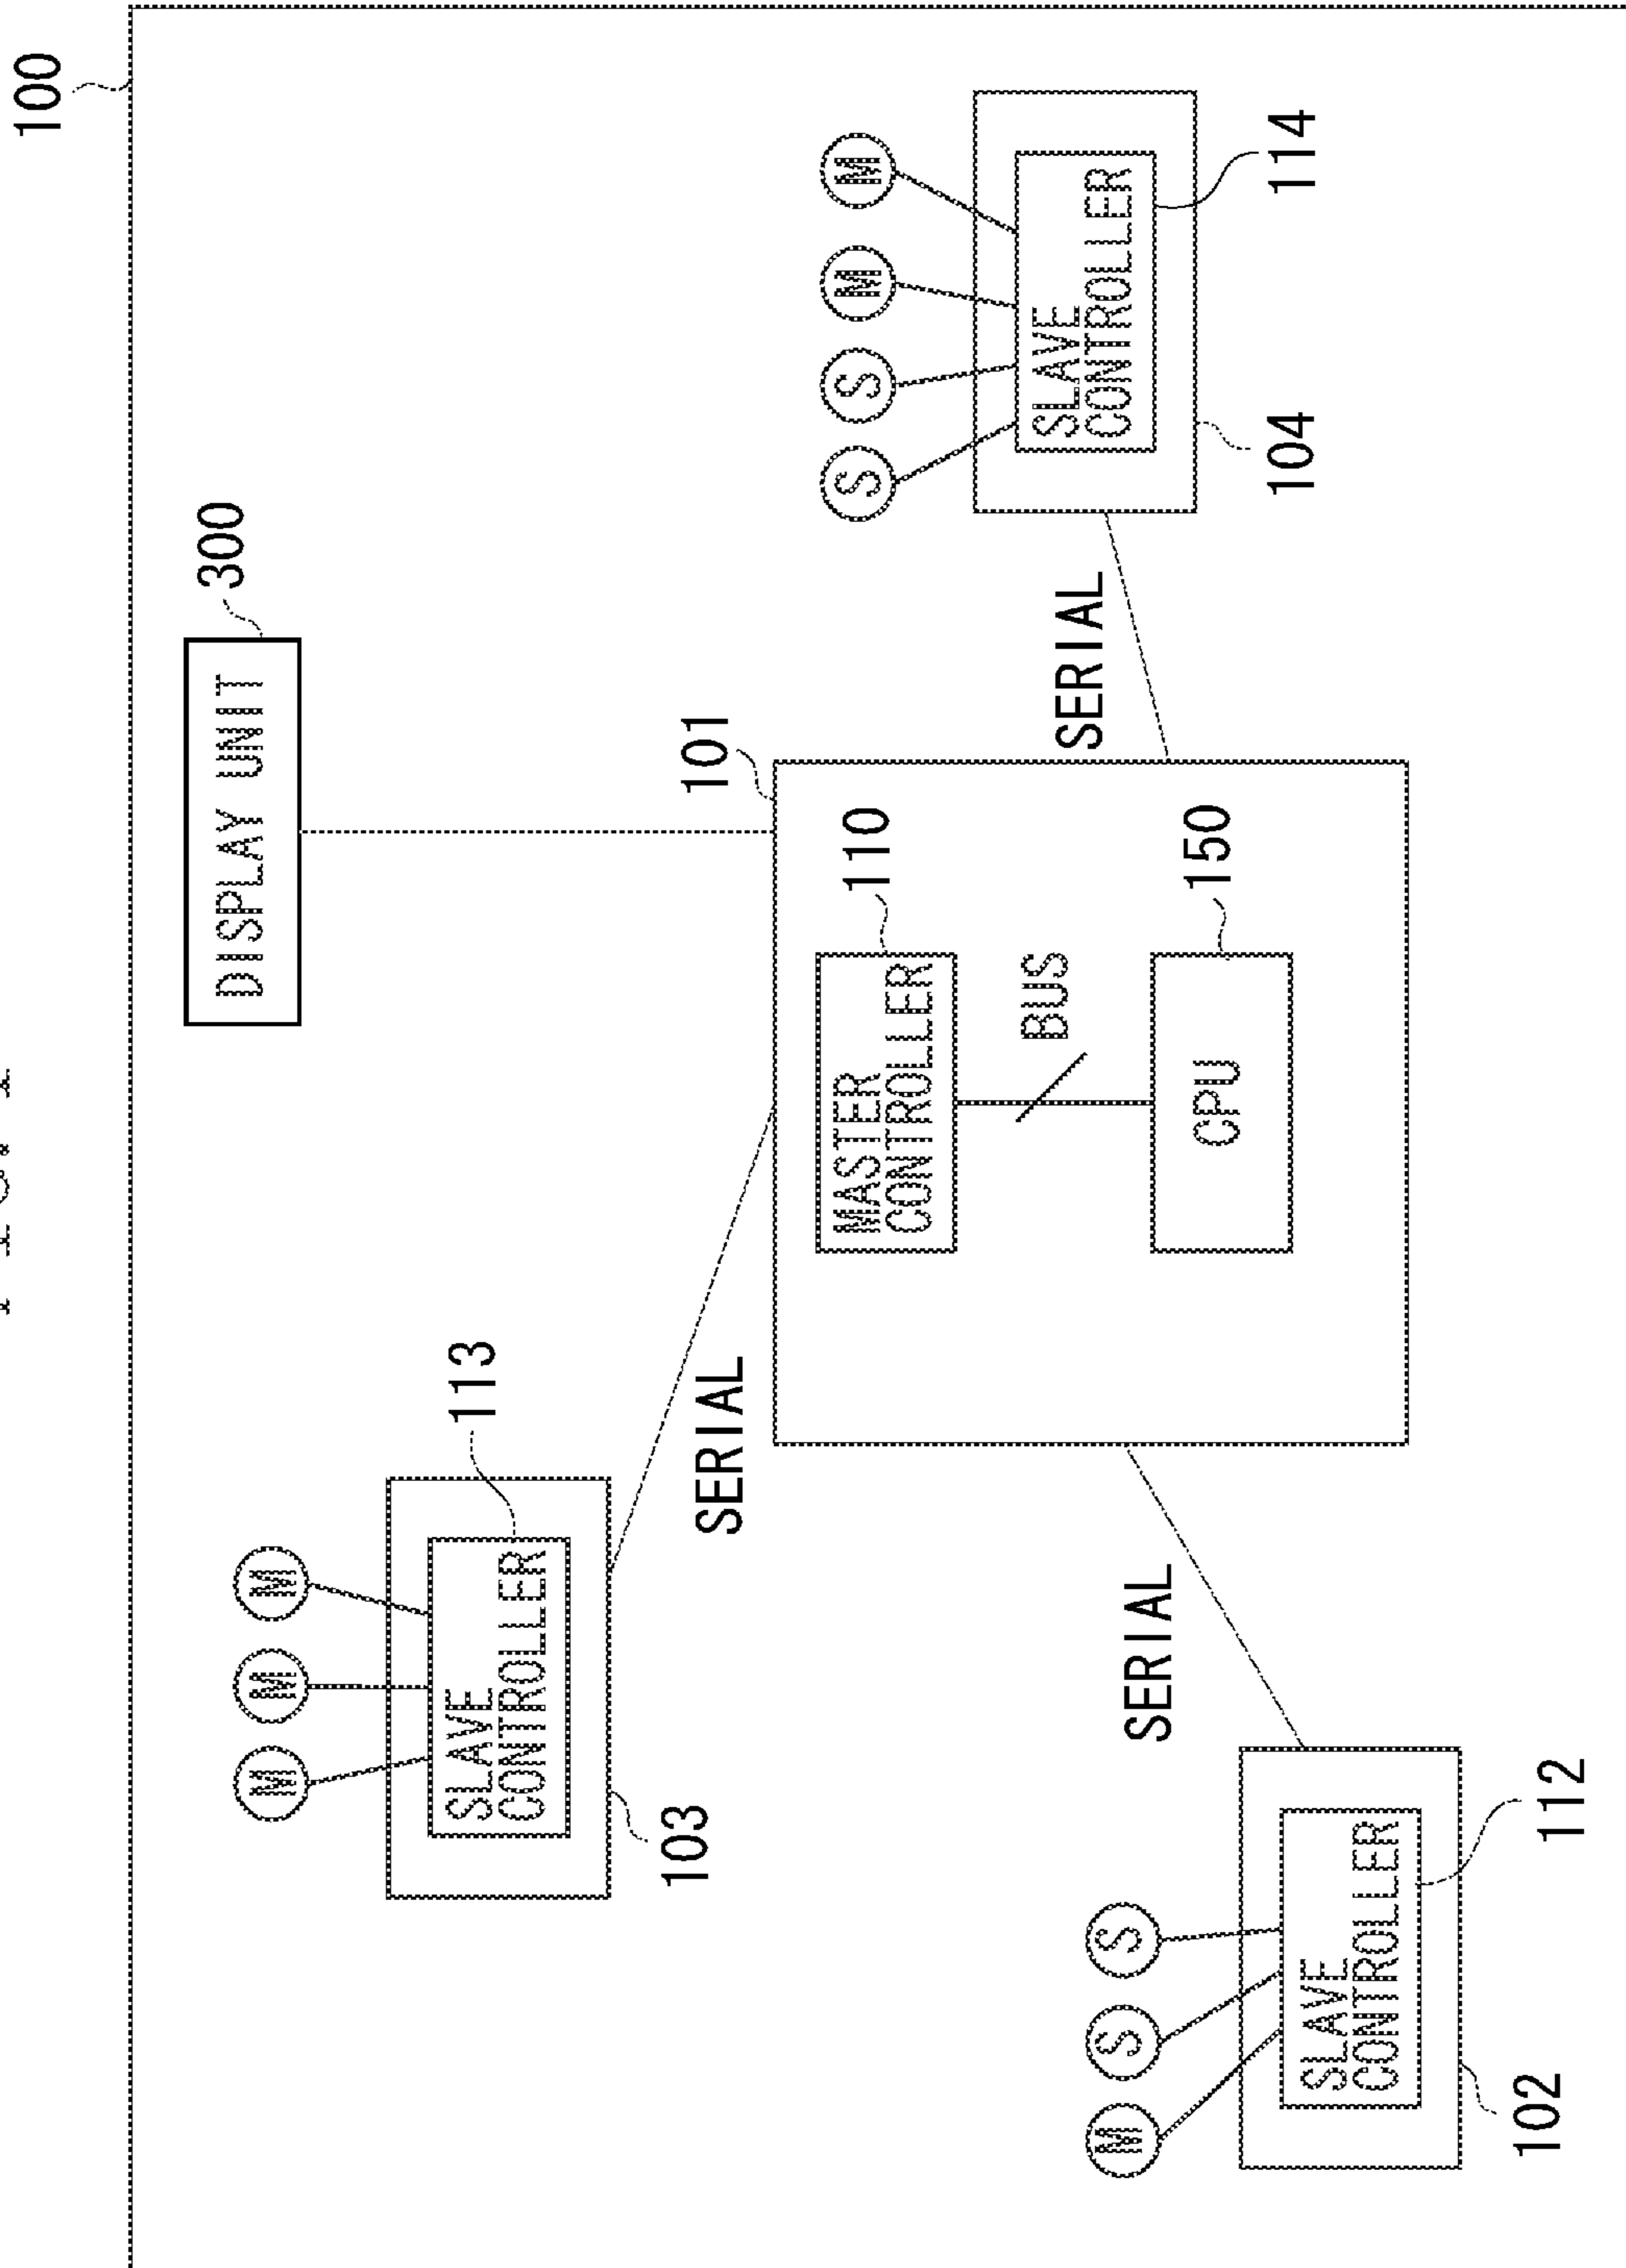 100
300
DISPLAY UNIT
M M M
113
SLAVE
CONTROLLER
103
SERIAL
101
MASTER
CONTROLLER
110
BUS
CPU
150
S S M M
SLAVE
CONTROLLER
104
114
SERIAL
M S S
SERIAL
SLAVE
CONTROLLER
102
112